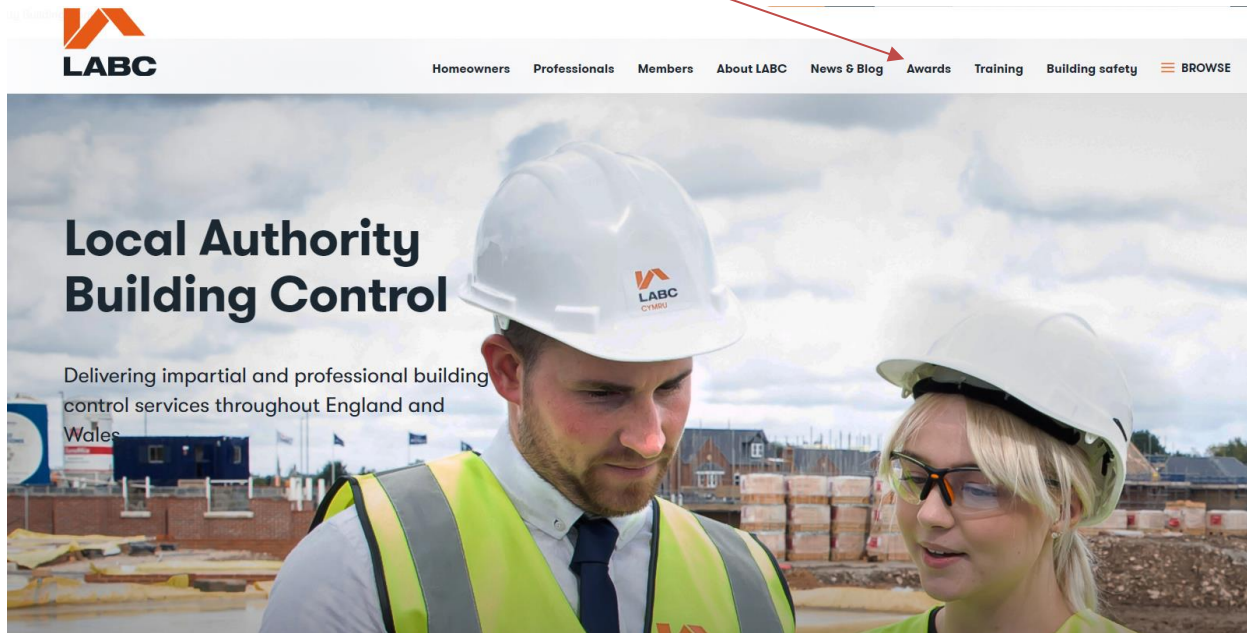 LABC
Homeowners Professionals Members About LABC News & Blog Awards Training Building safety BROWSE
Local Authority
Building Control
Delivering impartial and professional building
control services throughout England and
Wales
LABC
CYMRU